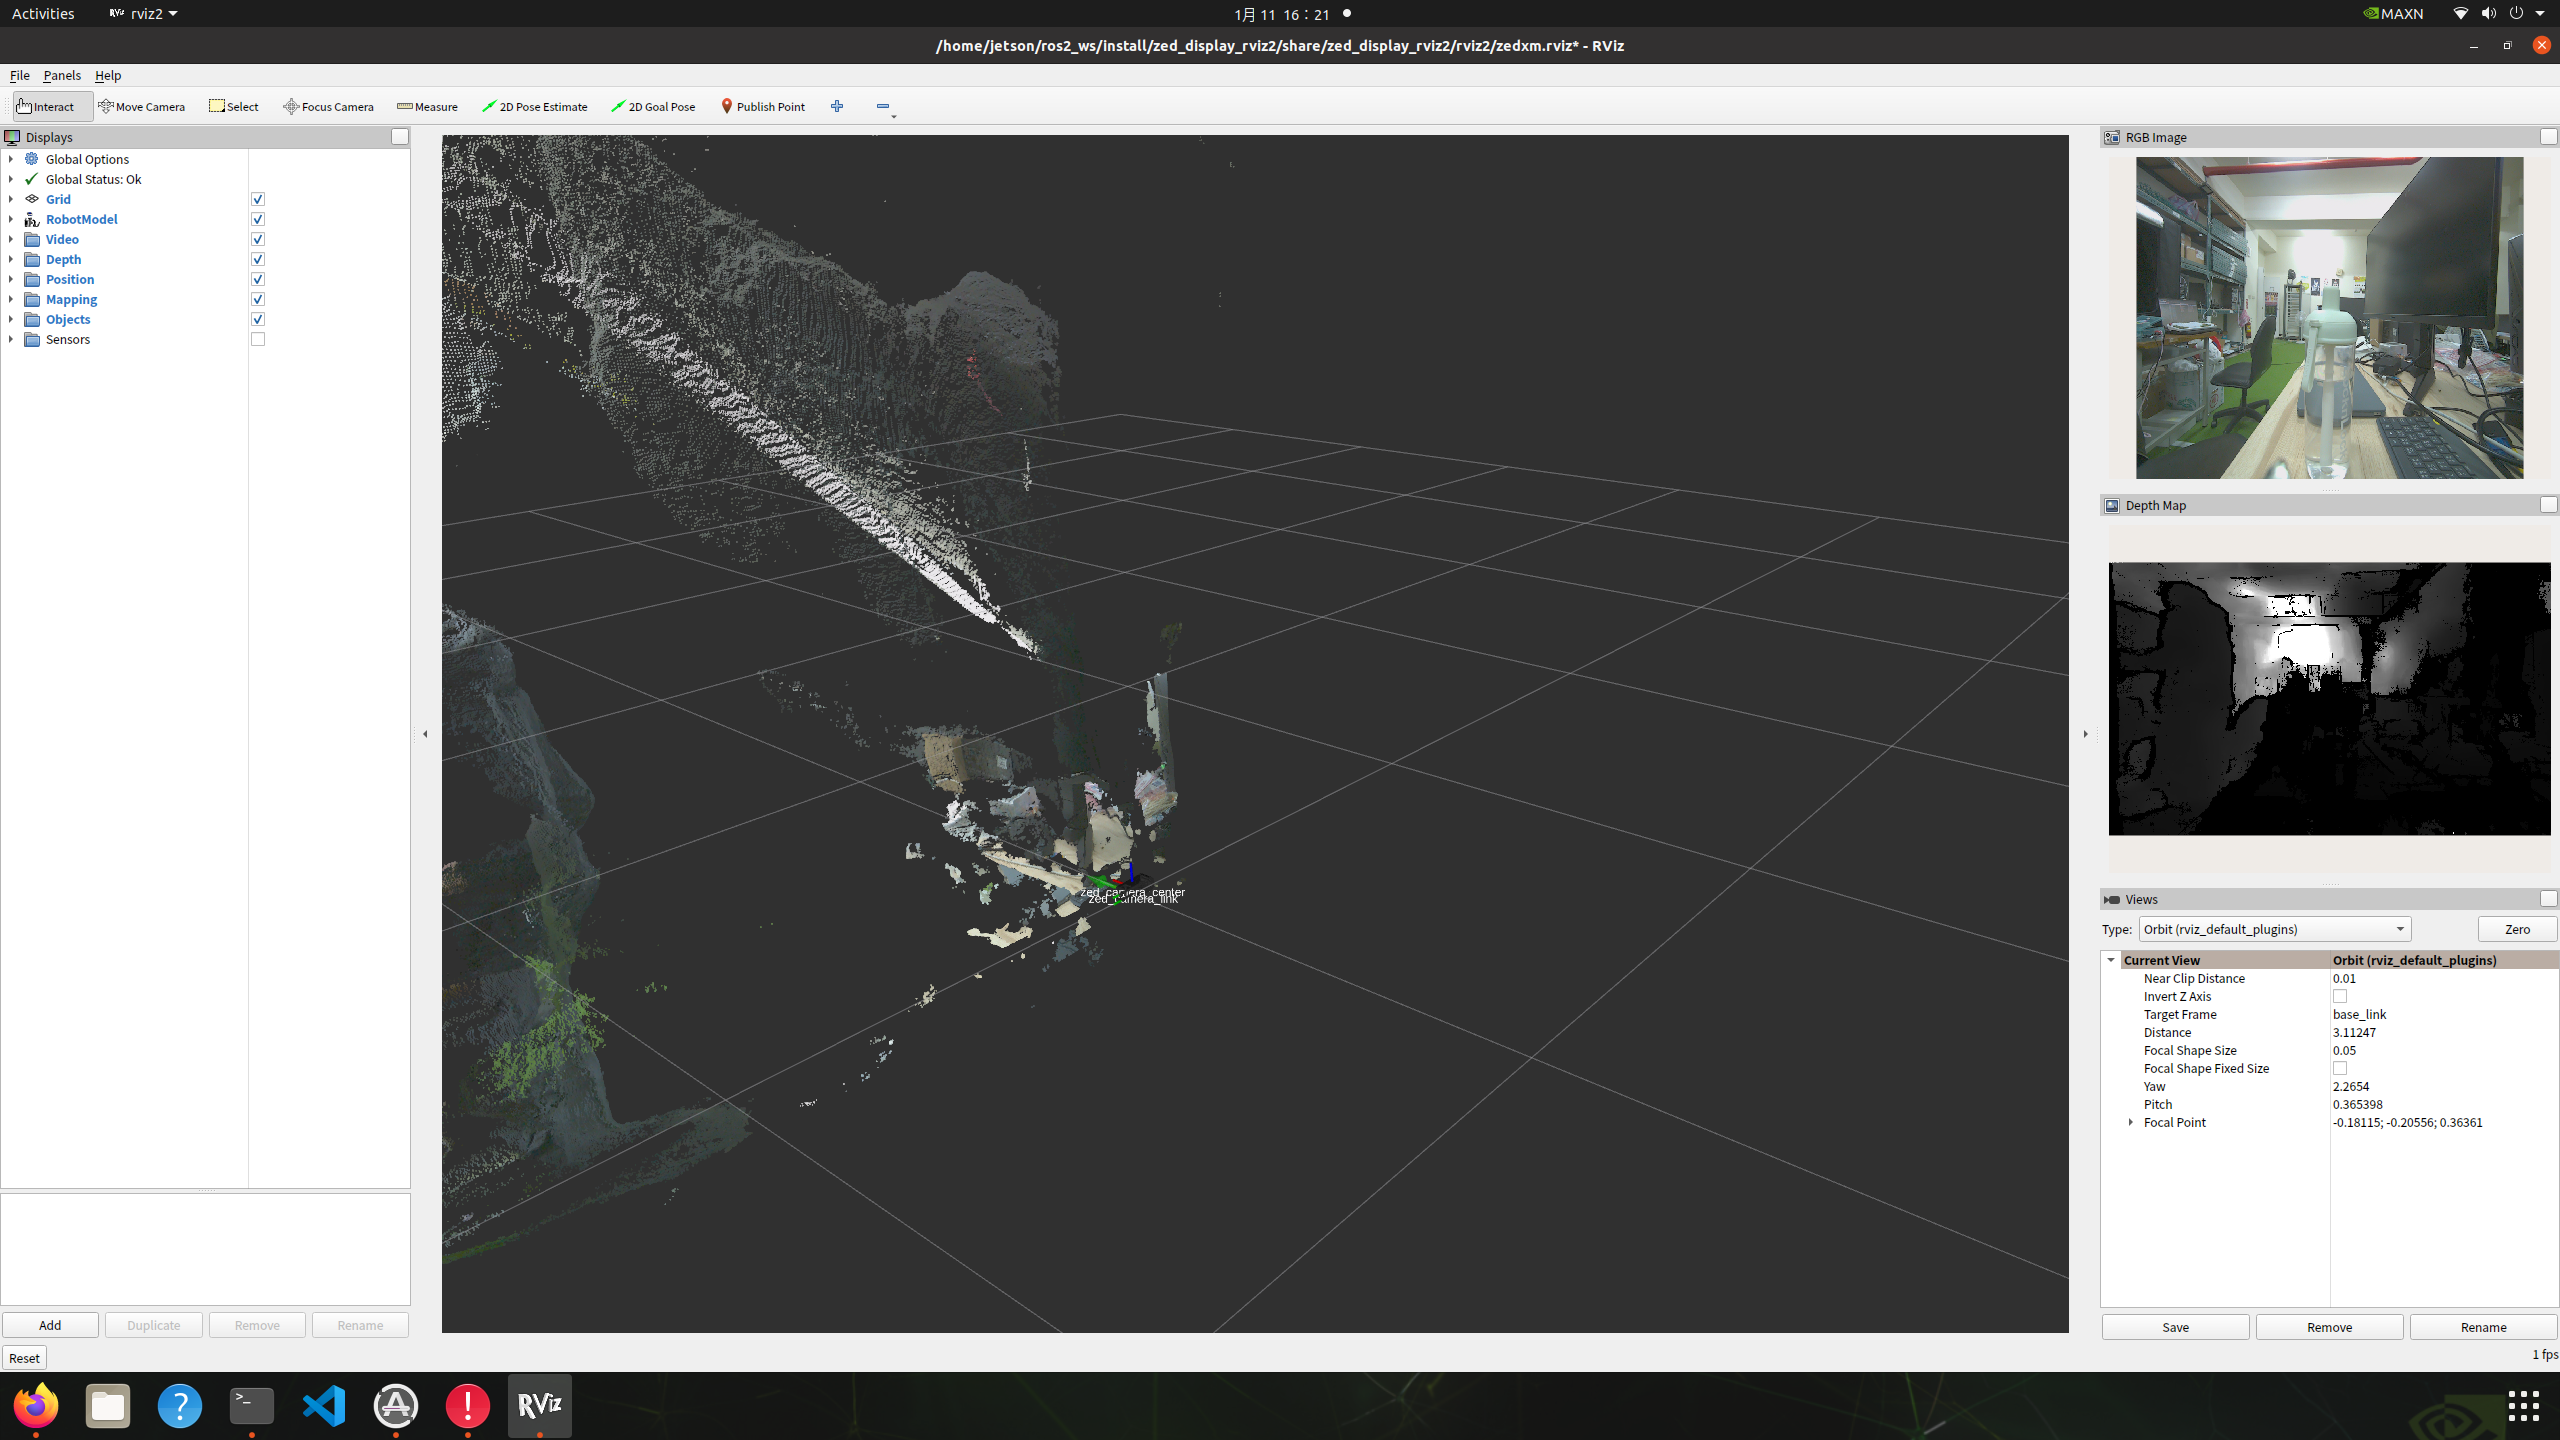 Activities
RViz rviz2
1月 11 16：21
MAXN
/home/jetson/ros2_ws/install/zed_display_rviz2/share/zed_display_rviz2/rviz2/zedxm.rviz* - RViz
File Panels Help
Interact Move Camera Select Focus Camera Measure 2D Pose Estimate 2D Goal Pose Publish Point
Displays
Global Options
Global Status: Ok
Grid
RobotModel
Video
Depth
Position
Mapping
Objects
Sensors
Add Duplicate Remove Rename
Reset
zed_camera_center
zed_camera_link
RGB Image
Depth Map
Views
Type: Orbit (rviz_default_plugins) Zero
Current View Orbit (rviz_default_plugins)
Near Clip Distance 0.01
Invert Z Axis
Target Frame base_link
Distance 3.11247
Focal Shape Size 0.05
Focal Shape Fixed Size
Yaw 2.2654
Pitch 0.365398
Focal Point -0.18115; -0.20556; 0.36361
Save Remove Rename
1 fps
RViz